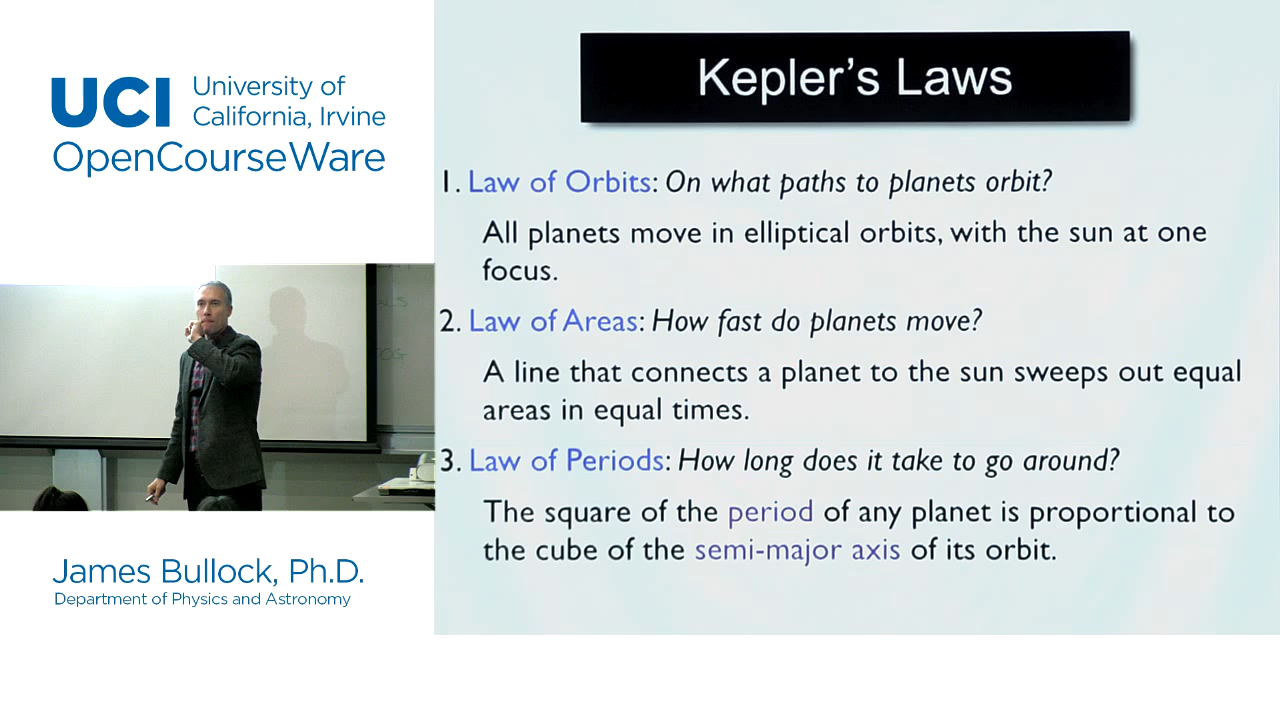 UCI University of
California, Irvine
OpenCourseWare
Kepler's Laws
1. Law of Orbits: On what paths to planets orbit?
All planets move in elliptical orbits, with the sun at one
focus.
2. Law of Areas: How fast do planets move?
A line that connects a planet to the sun sweeps out equal
areas in equal times.
3. Law of Periods: How long does it take to go around?
The square of the period of any planet is proportional to
the cube of the semi-major axis of its orbit.
James Bullock, Ph.D.
Department of Physics and Astronomy